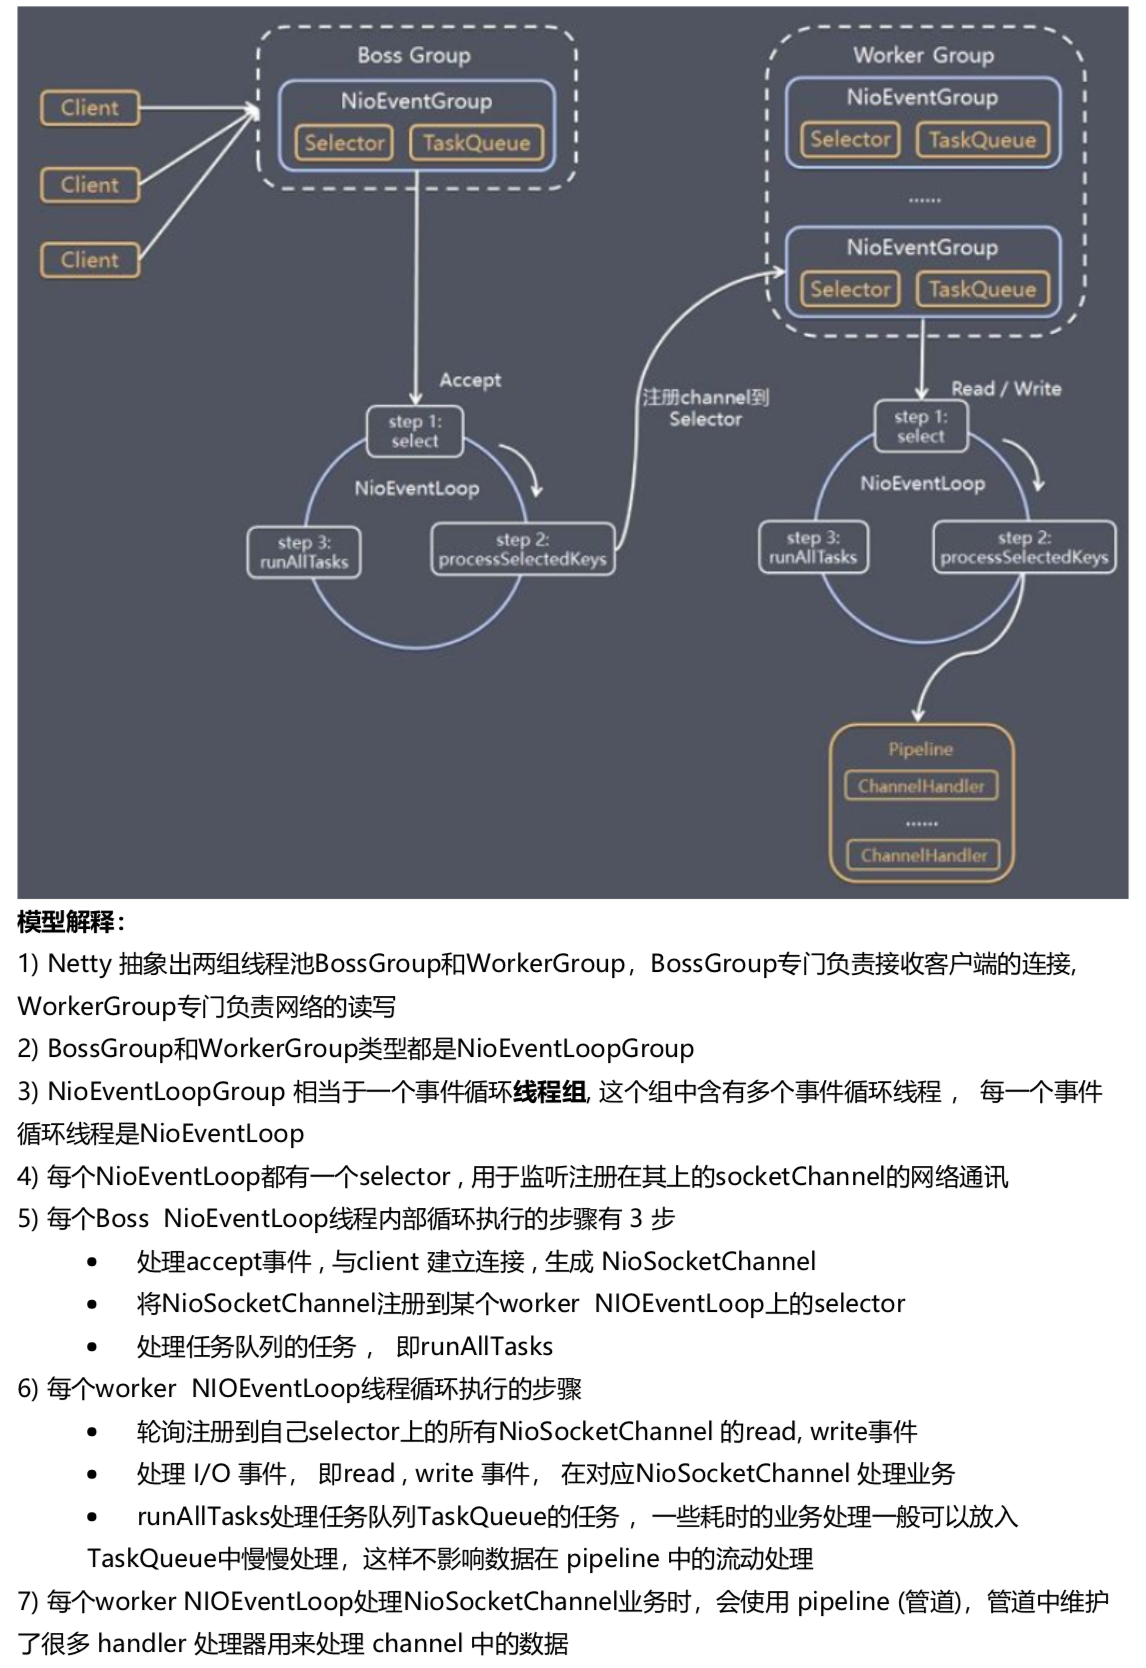 Boss Group
NioEventGroup
Selector TaskQueue
Client
Client
Client
Worker Group
NioEventGroup
Selector TaskQueue
......
NioEventGroup
Selector TaskQueue
Accept
step 1:
select
NioEventLoop
step 2:
processSelectedKeys
step 3:
runAllTasks
注册channel到
Selector
Read / Write
step 1:
select
NioEventLoop
step 2:
processSelectedKeys
step 3:
runAllTasks
Pipeline
ChannelHandler
......
ChannelHandler
模型解释：
1) Netty 抽象出两组线程池BossGroup和WorkerGroup，BossGroup专门负责接收客户端的连接,
WorkerGroup专门负责网络的读写
2) BossGroup和WorkerGroup类型都是NioEventLoopGroup
3) NioEventLoopGroup 相当于一个事件循环线程组, 这个组中含有多个事件循环线程 ， 每一个事件
循环线程是NioEventLoop
4) 每个NioEventLoop都有一个selector , 用于监听注册在其上的socketChannel的网络通讯
5) 每个Boss NioEventLoop线程内部循环执行的步骤有 3 步
● 处理accept事件 , 与client 建立连接 , 生成 NioSocketChannel
● 将NioSocketChannel注册到某个worker NIOEventLoop上的selector
● 处理任务队列的任务 ， 即runAllTasks
6) 每个worker NIOEventLoop线程循环执行的步骤
● 轮询注册到自己selector上的所有NioSocketChannel 的read, write事件
● 处理 I/O 事件， 即read , write 事件， 在对应NioSocketChannel 处理业务
● runAllTasks处理任务队列TaskQueue的任务 ，一些耗时的业务处理一般可以放入
TaskQueue中慢慢处理，这样不影响数据在 pipeline 中的流动处理
7) 每个worker NIOEventLoop处理NioSocketChannel业务时，会使用 pipeline (管道)，管道中维护
了很多 handler 处理器用来处理 channel 中的数据